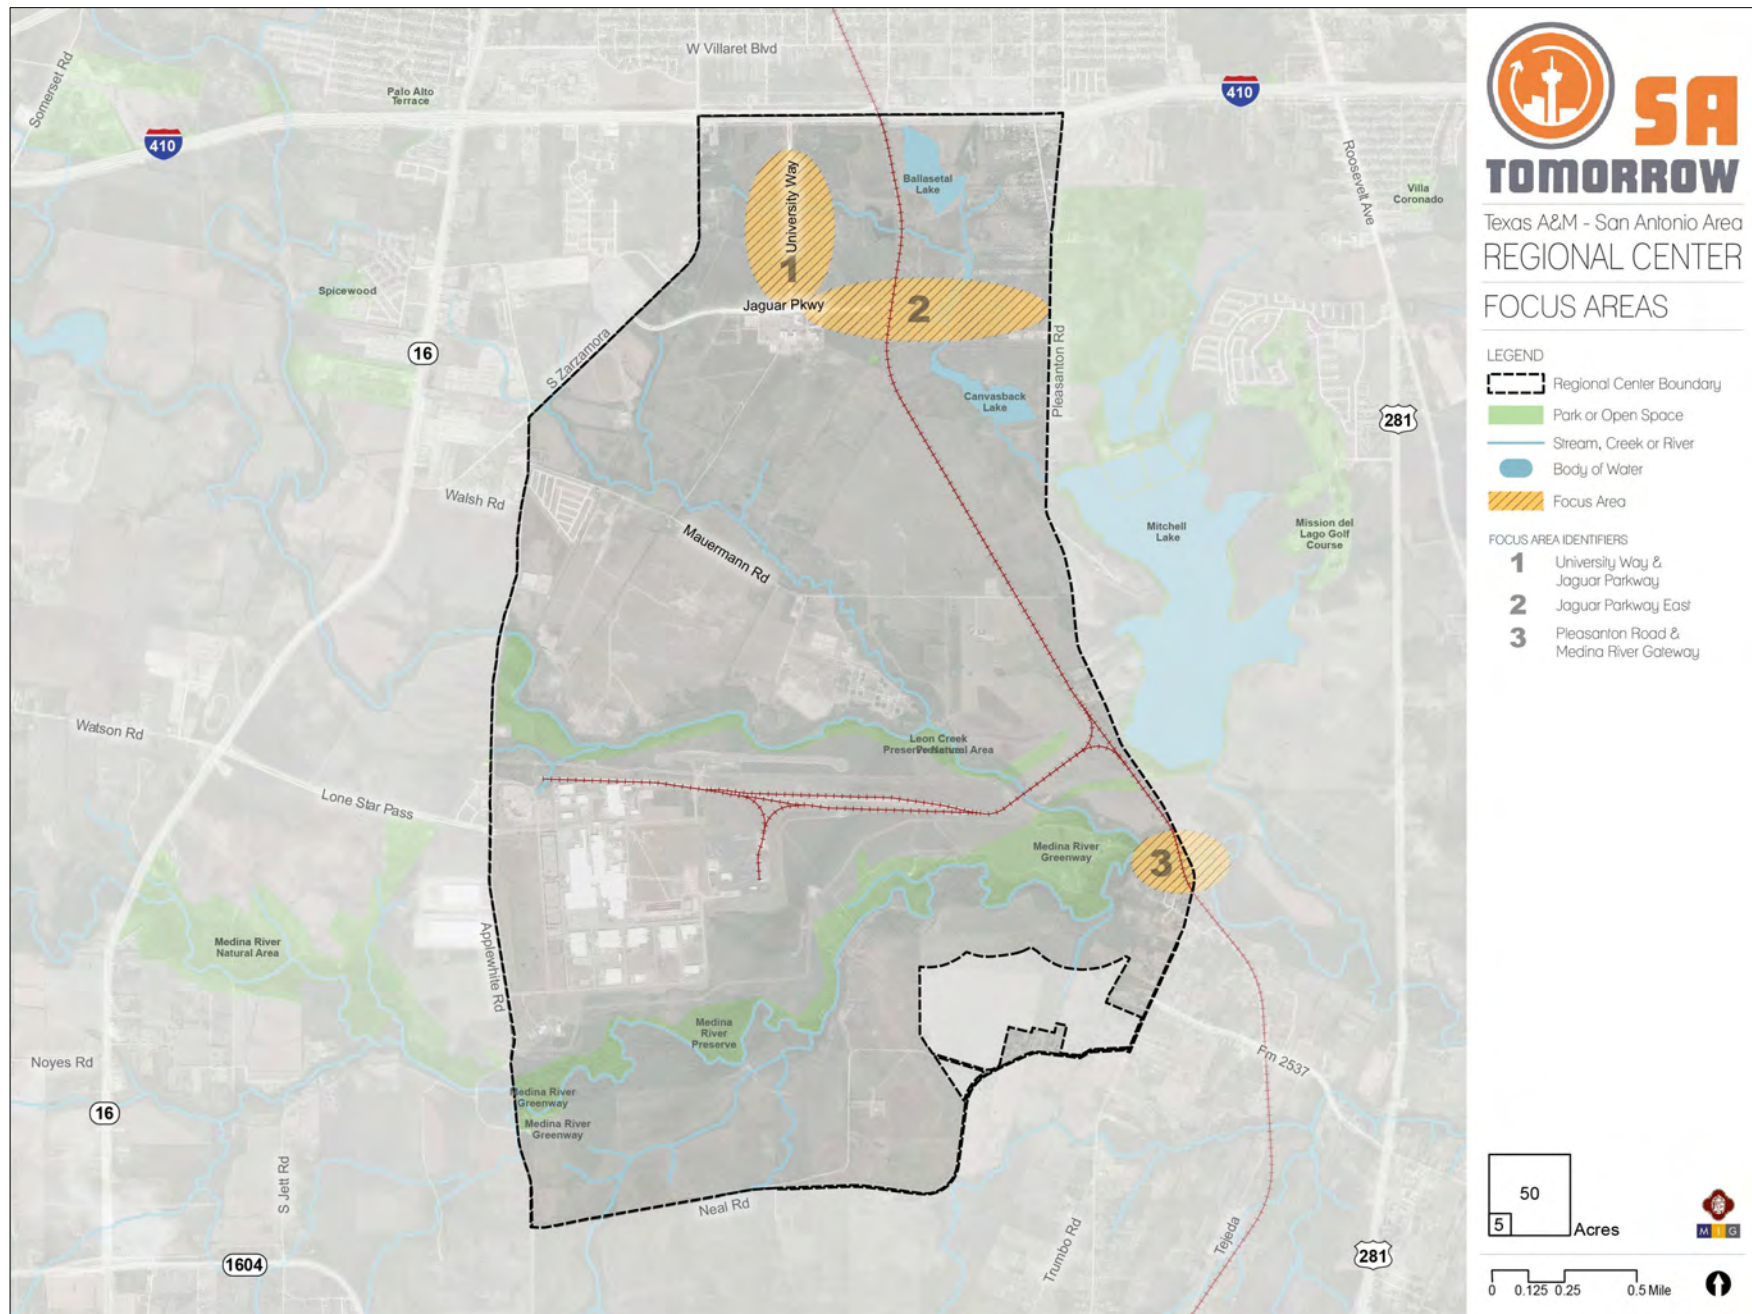 W Villaret Blvd
Somerset Rd
Palo Alto
Terrace
410
410
University Way
Ballasetal
Lake
Roosevelt Ave
Villa
Coronado
1
Spicewood
Jaguar Pkwy
2
16
S Zarzamora
Pleasanton Rd
Canvasback
Lake
281
Walsh Rd
Mauermann Rd
Mitchell
Lake
Mission del
Lago Golf
Course
Watson Rd
Leon Creek
Natural Area
Lone Star Pass
Medina River
Greenway
3
Medina River
Natural Area
Applewhite Rd
Medina
River
Preserve
Noyes Rd
Fm 2537
Medina River
Greenway
16
Medina River
Greenway
S Jett Rd
Neal Rd
Trumbo Rd
Tejeda
1604
281
SA
TOMORROW
Texas A&M - San Antonio Area
REGIONAL CENTER
FOCUS AREAS
LEGEND
Regional Center Boundary
Park or Open Space
Stream, Creek or River
Body of Water
Focus Area
FOCUS AREA IDENTIFIERS
1 University Way &
Jaguar Parkway
2 Jaguar Parkway East
3 Pleasanton Road &
Medina River Gateway
50
5
Acres
M I G
0 0.125 0.25 0.5 Mile